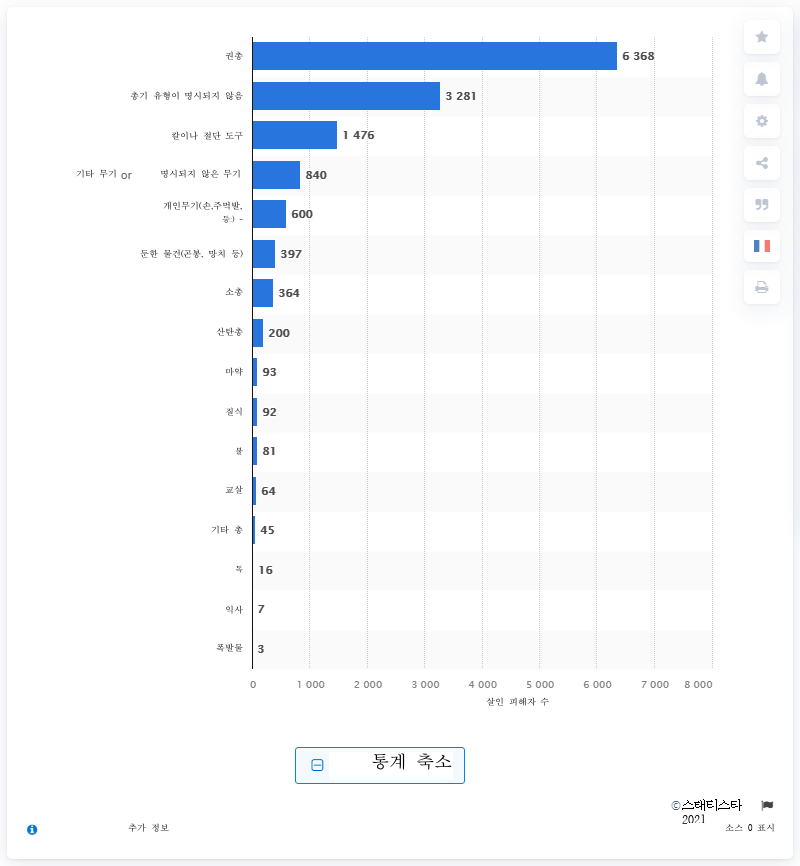 권총
6 368
총기 유형이 명시되지 않음
3 281
칼이나 절단 도구
1 476
기타 무기 or 명시되지 않은 무기
840
개인무기(손,주먹발,
등:) -
600
둔한 물건(곤봉, 망치 등)
397
소총
364
산탄총
200
마약
93
질식
92
불
81
교살
64
기타 총
45
독
16
익사
7
폭발물
3
0 1 000 2 000 3 000 4 000 5 000 6 000 7 000 8 000
살인 피해자 수
통계 축소
©스태티스타
2021
추가 정보
소스 0 표시